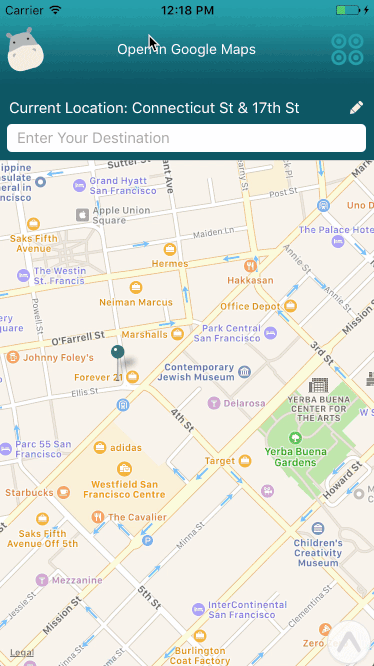 Carrier
12:18 PM
Open in Google Maps
Current Location: Connecticut St & 17th St
Enter Your Destination
Sutter St
Grand Hyatt
San Francisco
Post St
Mark
Apple Union
Square
Uno D
Saks Fifth
Avenue
Maiden Ln
The Palace Hote
Hermes
Annie St
The Westin
St. Francis
Hakkasan
Neiman Marcus
Office Depot
Annie St
Mission S
Powell St
O'Farrell St
Marshalls
Park Central
San Francisco
3rd St
Johnny Foley's
Forever 21
Contemporary
Jewish Museum
Ellis St
Delarosa
YERBA BUENA
CENTER FOR
THE ARTS
4th St
Parc 55 San
Francisco
adidas
Yerba Buena
Gardens
Target
Westfield San
Francisco Centre
Howard St
Starbucks
The Cavalier
Saks Fifth
Avenue Off 5th
Minna St
Children's
Creativity
Museum
Mezzanine
5th St
Jessie St
Mission St
InterContinental
San Francisco
Clementina St
Legal
Burlington
Coat Factory
Zero